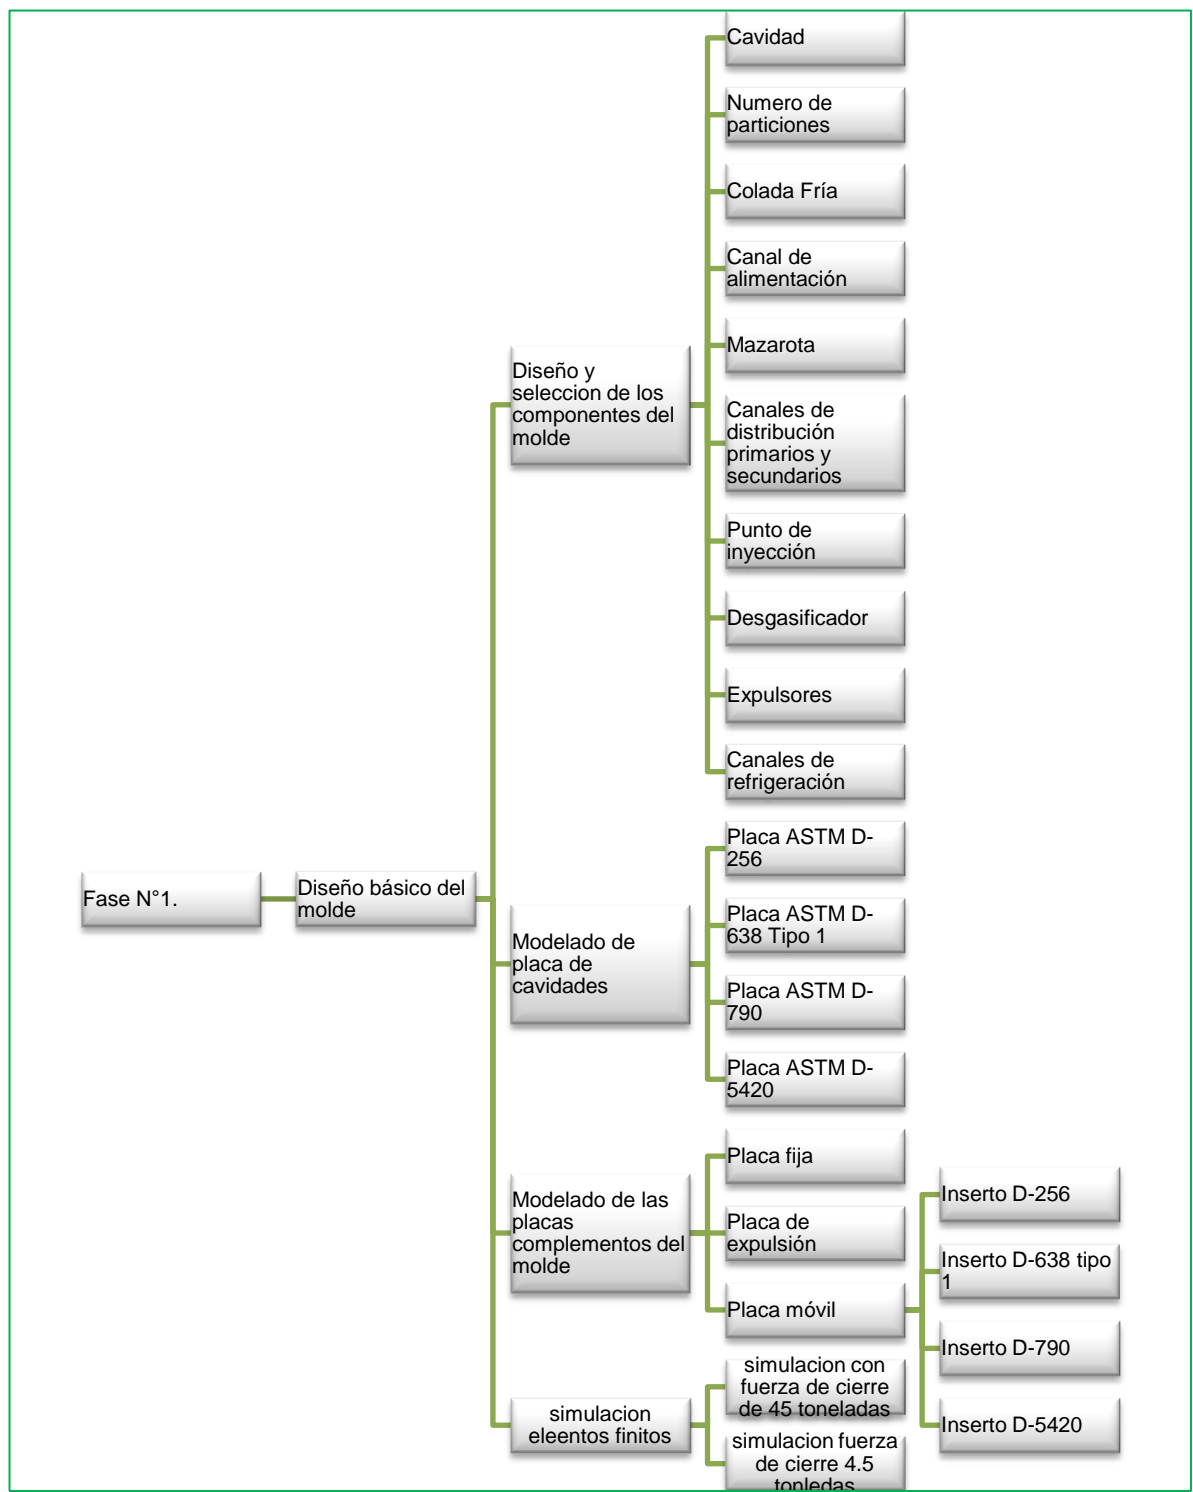 Cavidad
Numero de
particiones
Colada Fría
Canal de
alimentación
Mazarota
Diseño y
seleccion de los
componentes del
molde
Canales de
distribución
primarios y
secundarios
Punto de
inyección
Desgasificador
Expulsores
Canales de
refrigeración
Fase N°1.
Diseño básico del
molde
Placa ASTM D-
256
Placa ASTM D-
638 Tipo 1
Modelado de
placa de
cavidades
Placa ASTM D-
790
Placa ASTM D-
5420
Placa fija
Modelado de las
placas
complementos del
molde
Placa de
expulsión
Placa móvil
Inserto D-256
Inserto D-638 tipo
1
Inserto D-790
Inserto D-5420
simulacion
eleentos finitos
simulacion con
fuerza de cierre
de 45 toneladas
simulacion fuerza
de cierre 4.5
tonledas